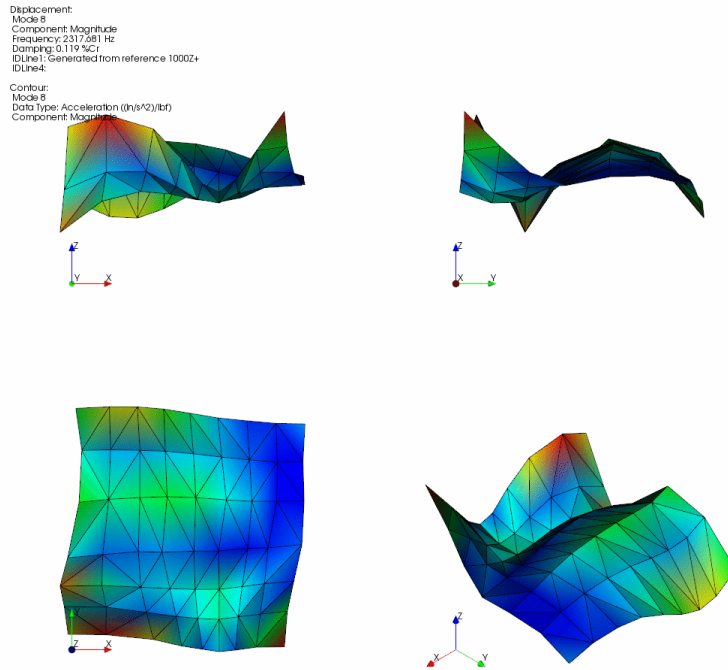 Displacement:
Mode 8
Component: Magnitude
Frequency: 2317.681 Hz
Damping: 0.119 %Cr
IDLine1: Generated from reference 1000Z+
IDLine4:
Contour:
Mode 8
Data Type: Acceleration ((in/s^2)/lbf)
Component: Magnitude
Z
Y X
Z
X Y
Y
Z X
Z
X Y